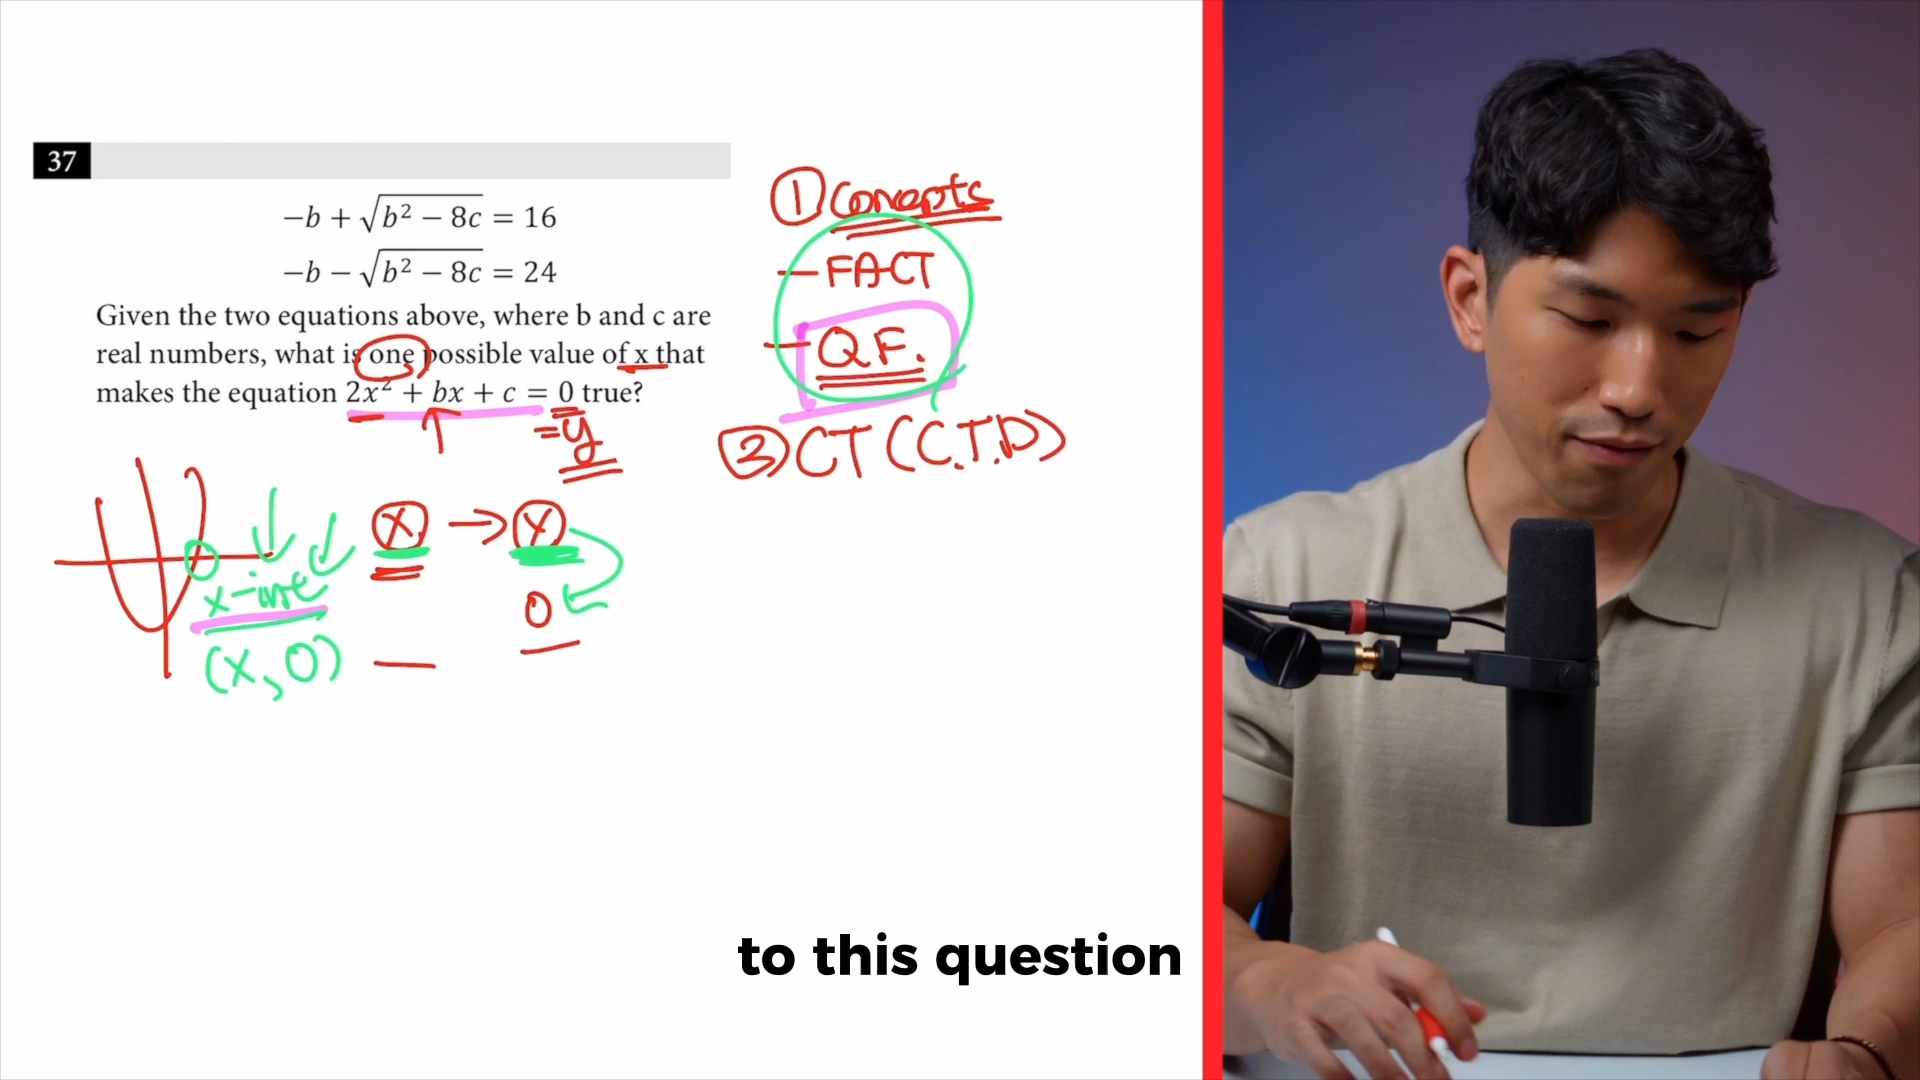 37
−b + √b² − 8c = 16
−b − √b² − 8c = 24
Given the two equations above, where b and c are
real numbers, what is one possible value of x that
makes the equation 2x² + bx + c = 0 true?
=y
① Concepts
— FACT
— Q.F.
② CT (C.T.D)
x → y
0
x-int
(x, 0)
to this question